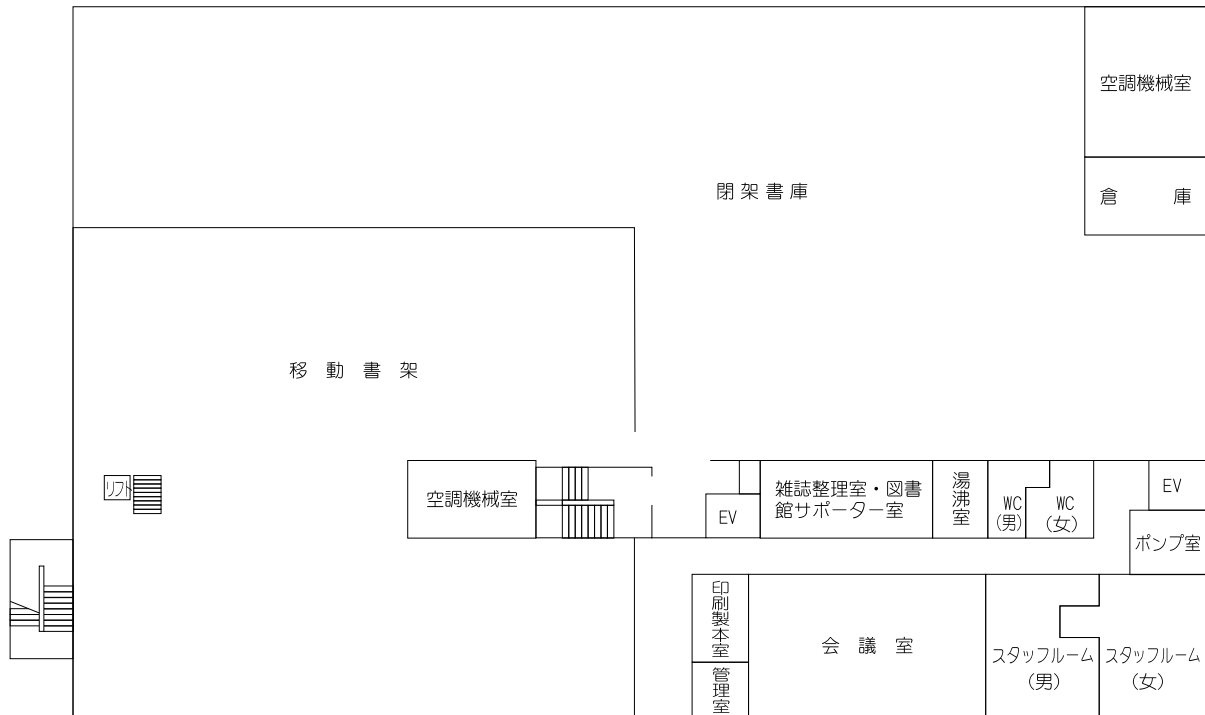 空調機械室
閉架書庫
倉庫
移動書架
リフト
空調機械室
EV
雑誌整理室・図書
館サポーター室
湯沸室
WC
(男)
WC
(女)
EV
ポンプ室
印刷製本室
管理室
会議室
スタッフルーム
(男)
スタッフルーム
(女)